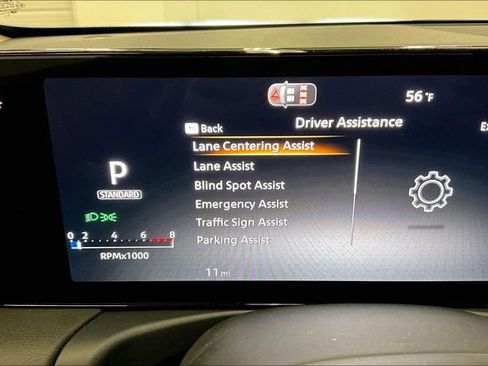 56 °F
Back
Driver Assistance
Lane Centering Assist
Lane Assist
Blind Spot Assist
Emergency Assist
Traffic Sign Assist
Parking Assist
P
STANDARD
0 2 4 6 8
RPMx1000
11 mi